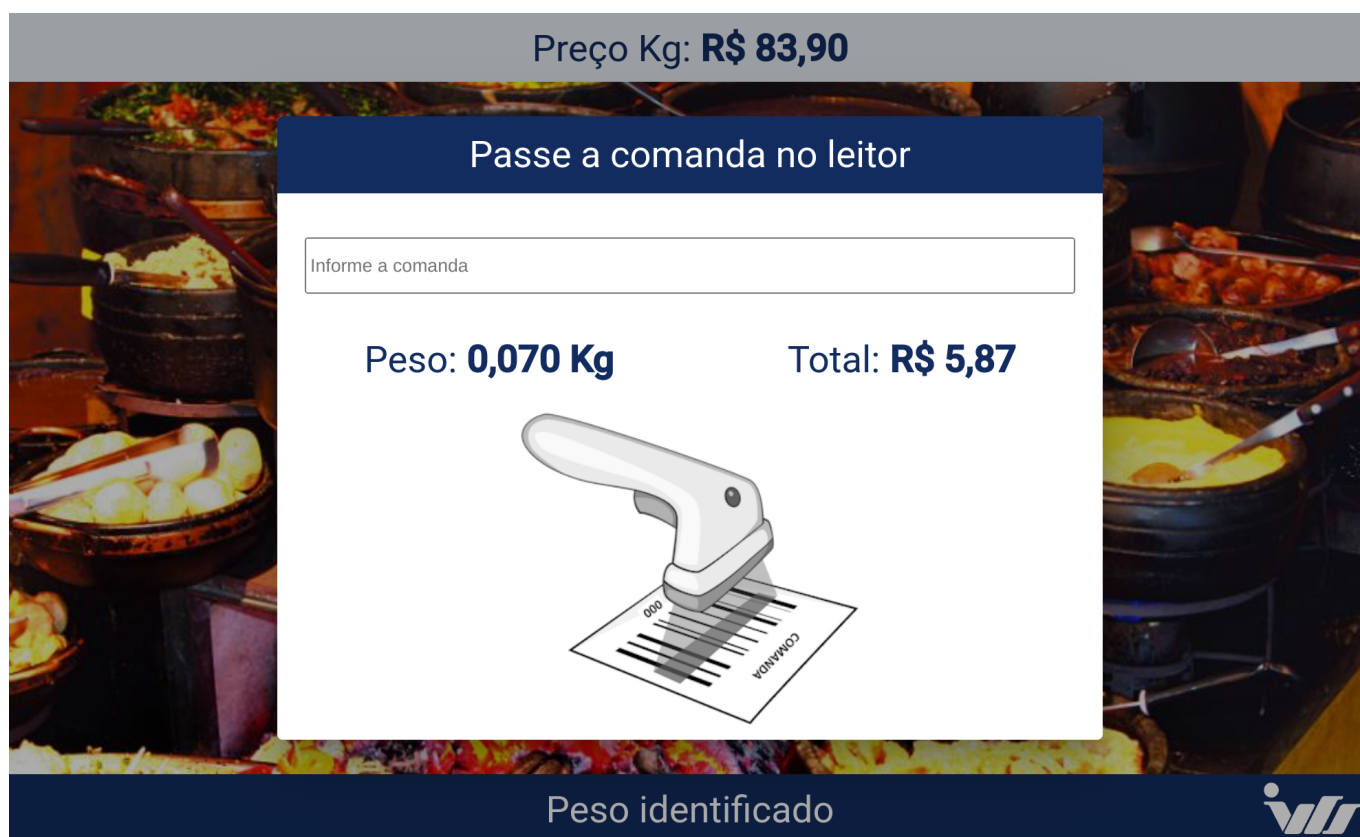 Preço Kg: R$ 83,90
Passe a comanda no leitor
Informe a comanda
Peso: 0,070 Kg
Total: R$ 5,87
000
COMANDA
Peso identificado